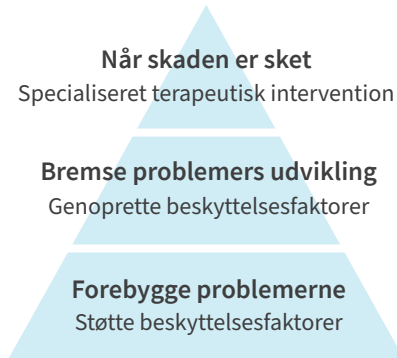 Når skaden er sket
Specialiseret terapeutisk intervention
Bremse problemers udvikling
Genoprette beskyttelsesfaktorer
Forebygge problemerne
Støtte beskyttelsesfaktorer